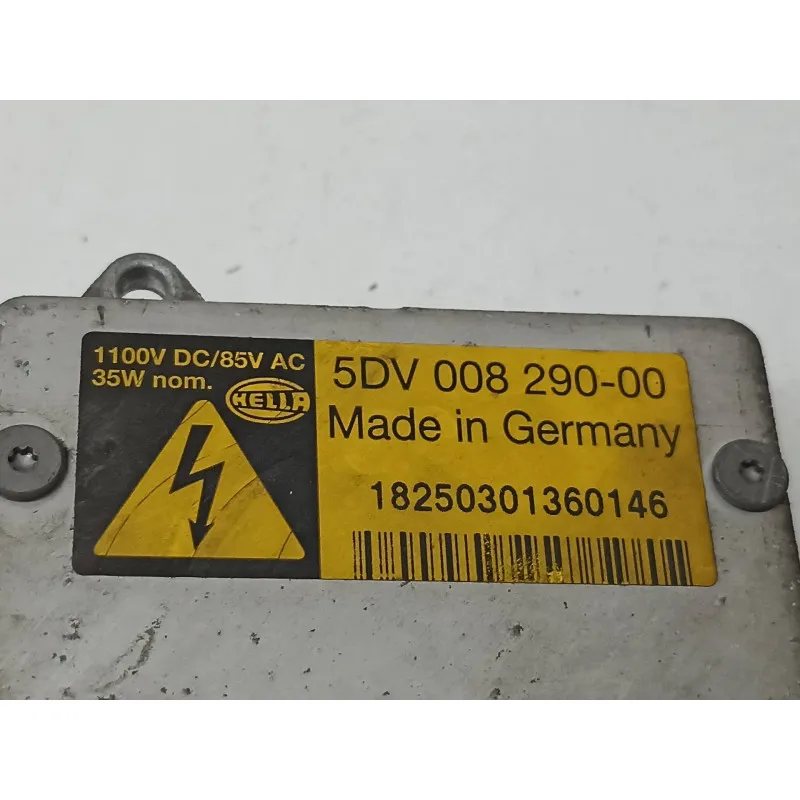 1100V DC/85V AC
35W nom.
HELLA
5DV 008 290-00
Made in Germany
18250301360146